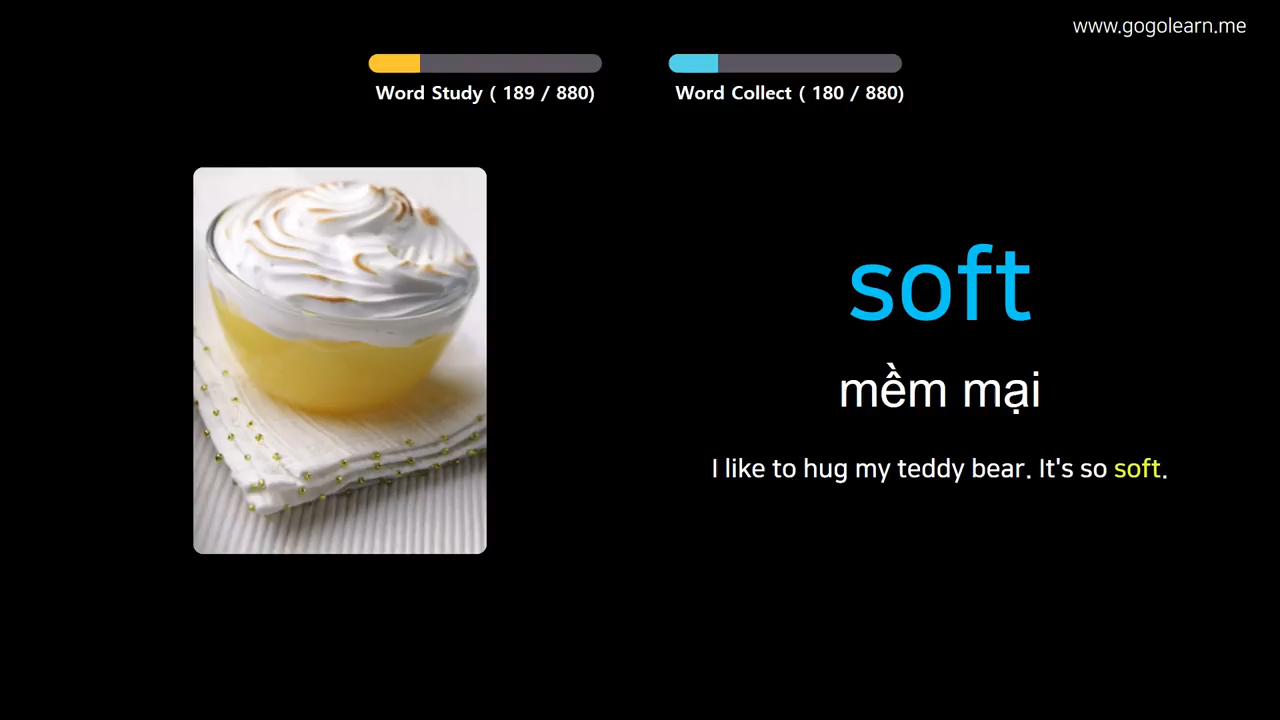 www.gogolearn.me
Word Study ( 189 / 880)
Word Collect ( 180 / 880)
soft
mềm mại
I like to hug my teddy bear. It's so soft.